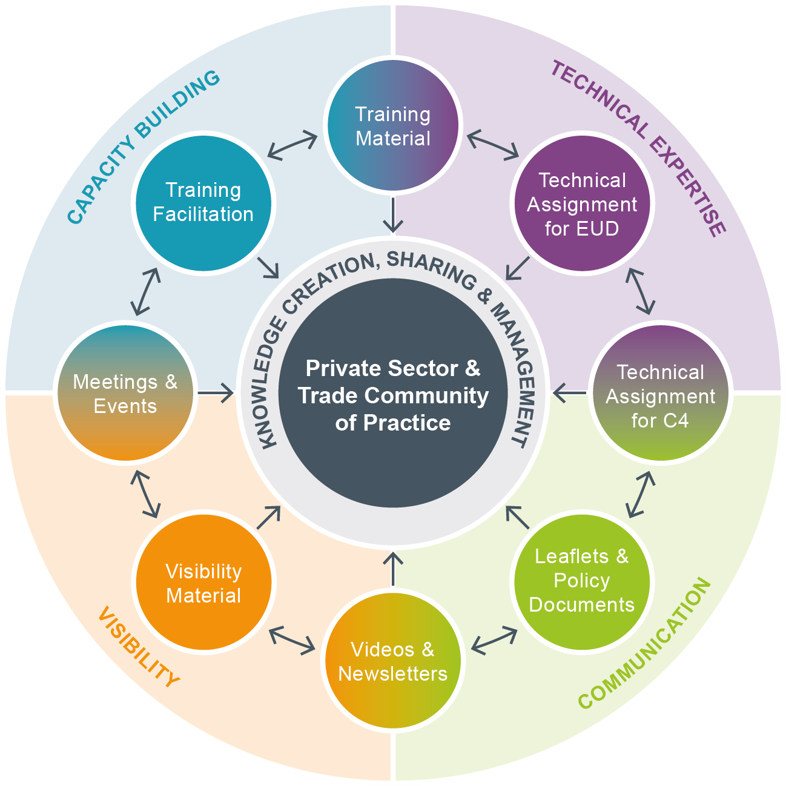 CAPACITY BUILDING
TECHNICAL EXPERTISE
Training
Material
Training
Facilitation
Technical
Assignment
for EUD
KNOWLEDGE CREATION, SHARING & MANAGEMENT
Private Sector &
Trade Community
of Practice
Meetings &
Events
Technical
Assignment
for C4
Visibility
Material
Leaflets &
Policy
Documents
Videos &
Newsletters
VISIBILITY
COMMUNICATION